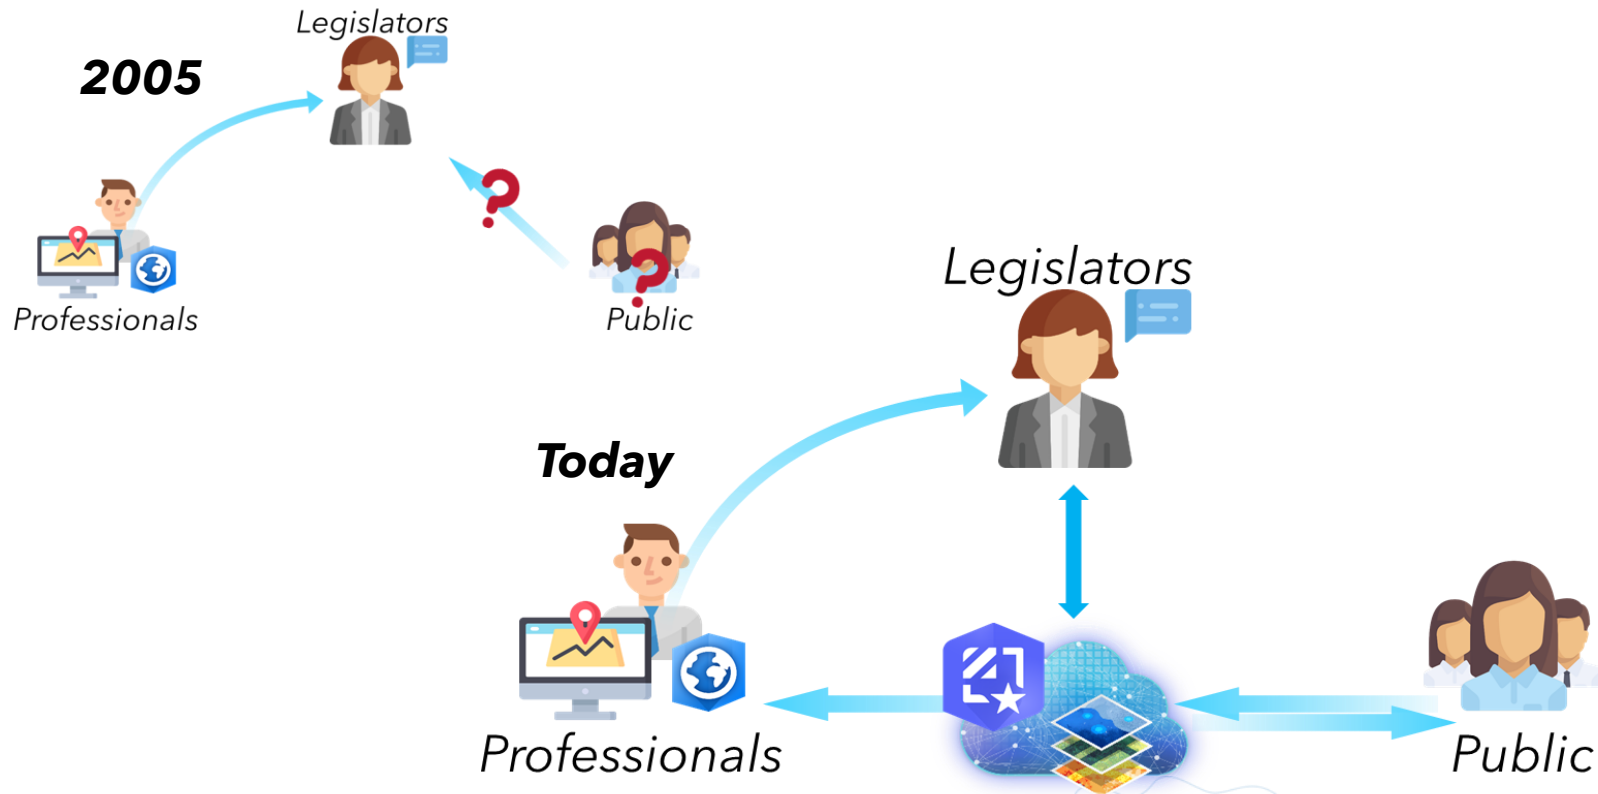 Legislators
2005
Professionals
Public
Legislators
Today
Professionals
Public